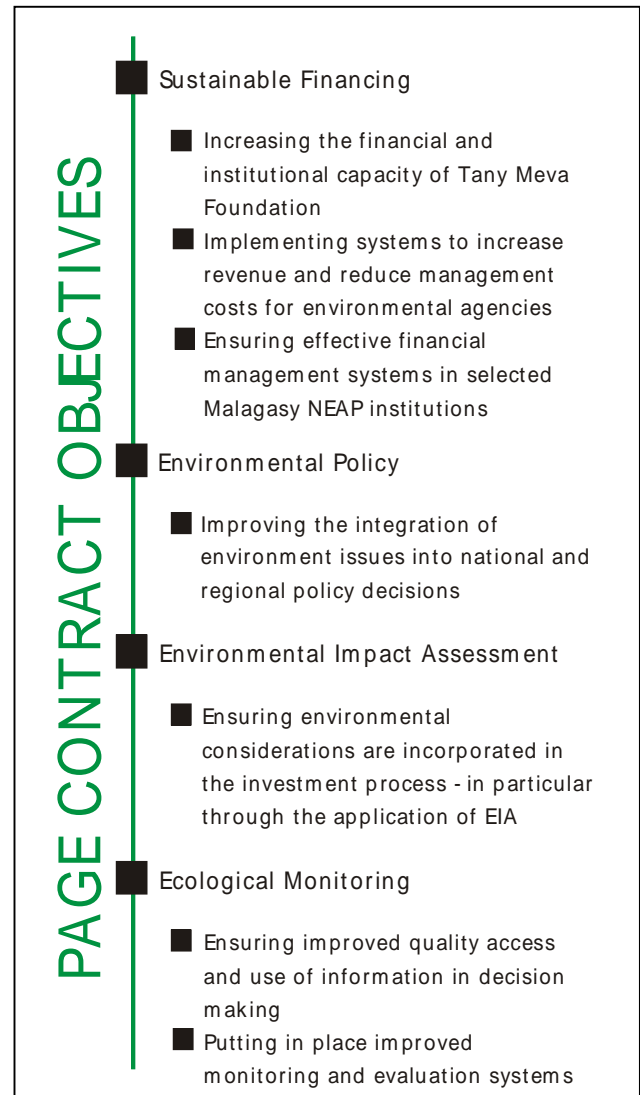 PAGE CONTRACT OBJECTIVES
Sustainable Financing
Increasing the financial and
institutional capacity of Tany Meva
Foundation
Implementing systems to increase
revenue and reduce management
costs for environmental agencies
Ensuring effective financial
management systems in selected
Malagasy NEAP institutions
Environmental Policy
Improving the integration of
environment issues into national and
regional policy decisions
Environmental Impact Assessment
Ensuring environmental
considerations are incorporated in
the investment process - in particular
through the application of EIA
Ecological Monitoring
Ensuring improved quality access
and use of information in decision
making
Putting in place improved
monitoring and evaluation systems